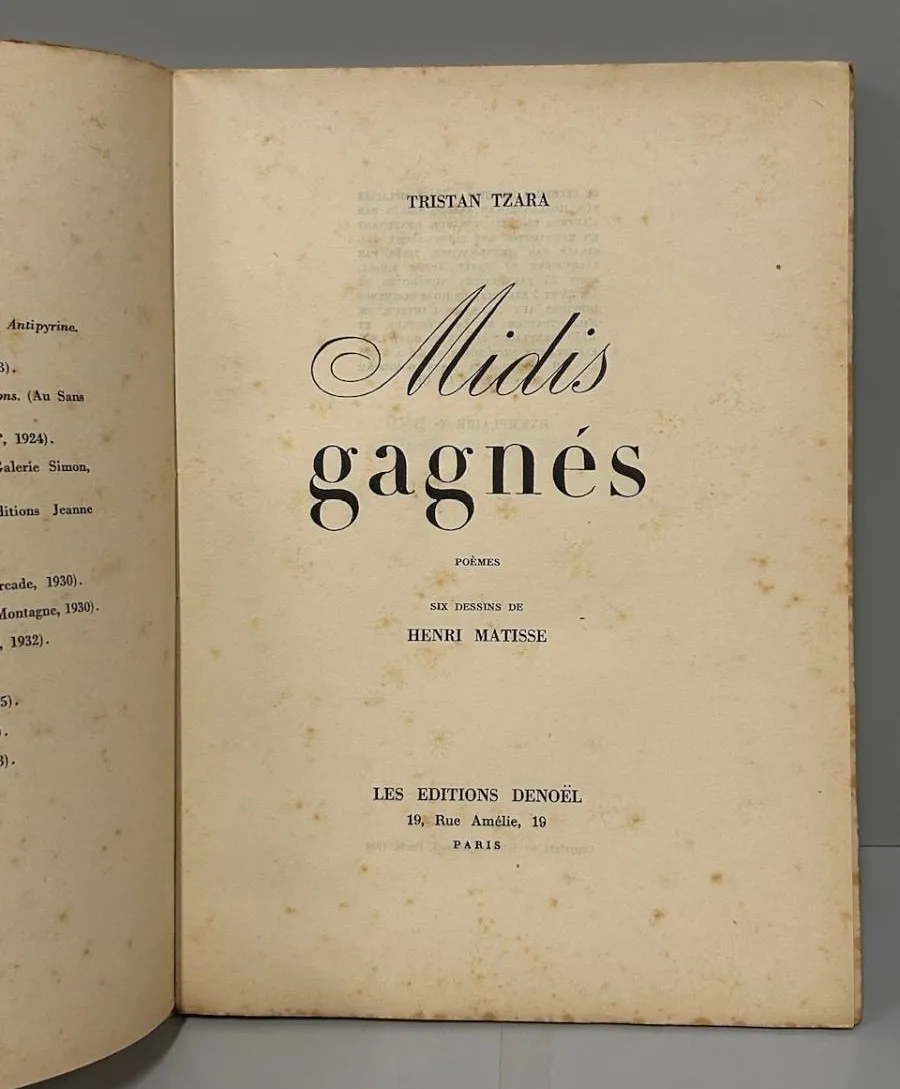 Antipyrine.
3).
ons. (Au Sans
, 1924).
Galerie Simon,
ditions Jeanne
rcade, 1930).
Montagne, 1930).
, 1932).
5).
).
3).
TRISTAN TZARA
Midis
gagnés
POÈMES
SIX DESSINS DE
HENRI MATISSE
LES EDITIONS DENOËL
19, Rue Amélie, 19
PARIS